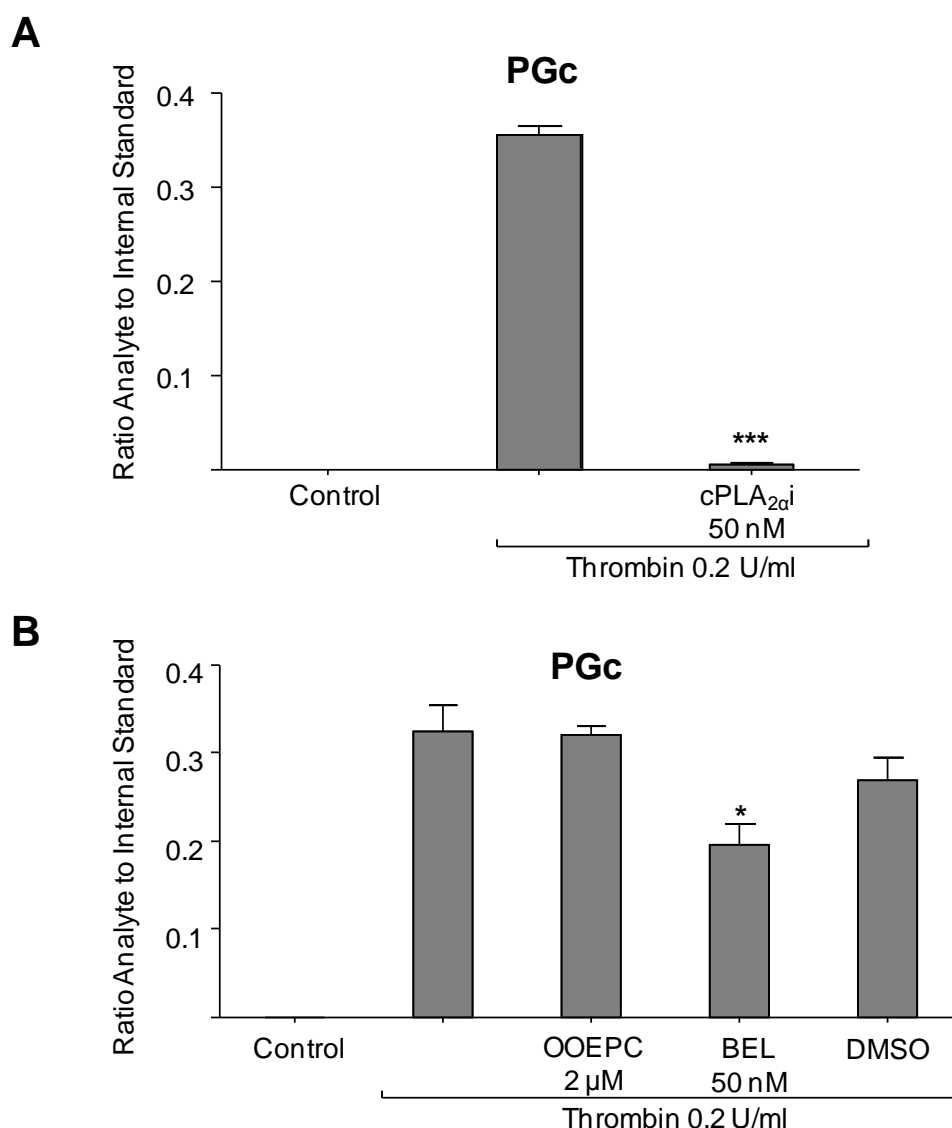 A
PGc
Ratio Analyte to Internal Standard
0.4
0.3
0.2
0.1
***
Control
cPLA2αi
50 nM
Thrombin 0.2 U/ml
B
PGc
Ratio Analyte to Internal Standard
0.4
0.3
0.2
0.1
*
Control
OOEPC
BEL
DMSO
2 µM
50 nM
Thrombin 0.2 U/ml